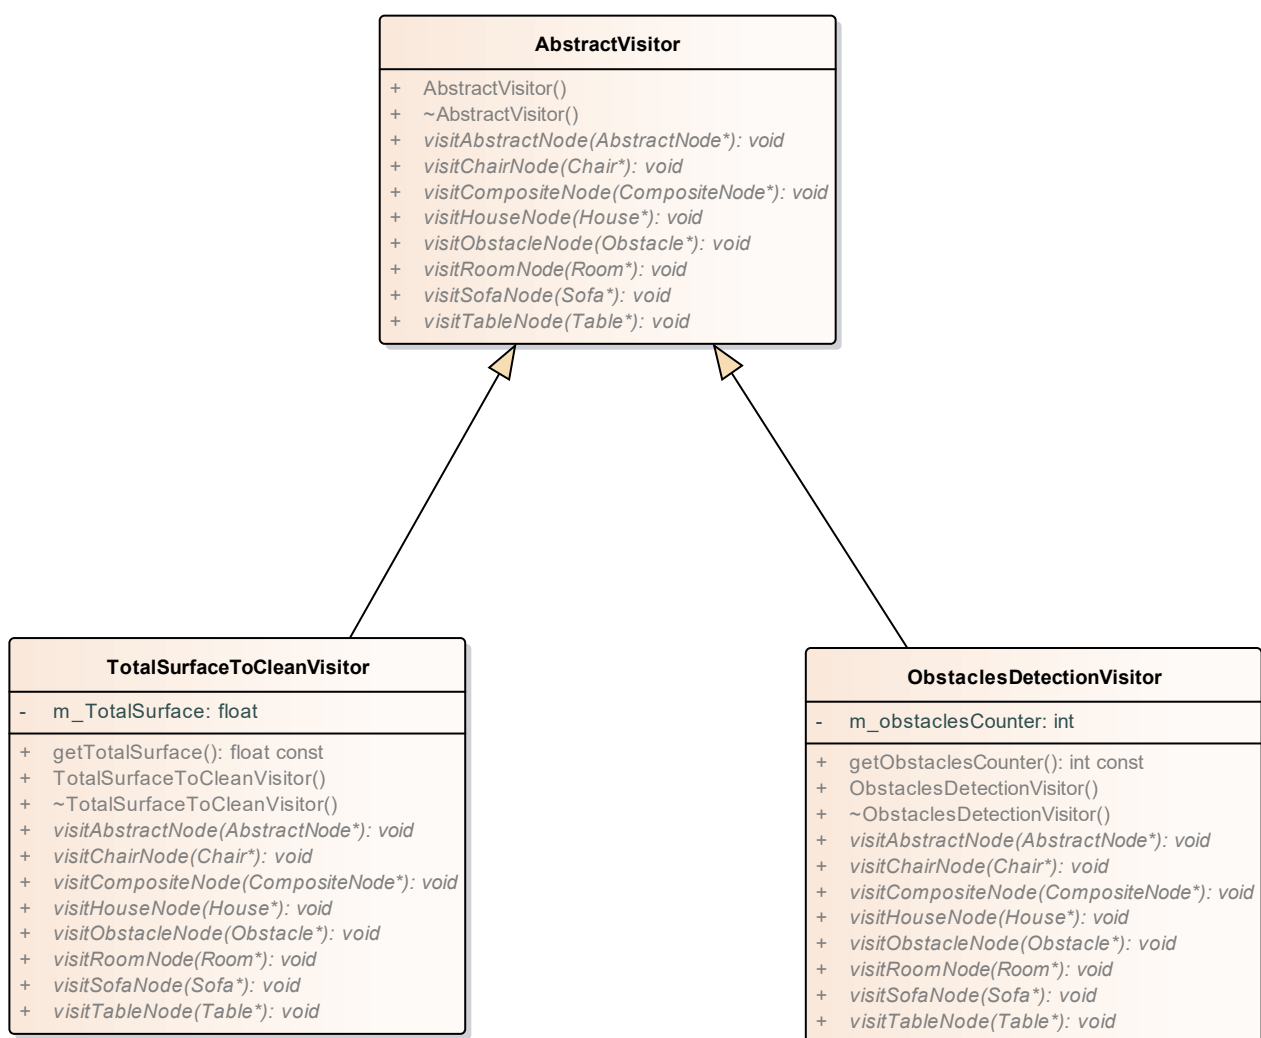 AbstractVisitor
+ AbstractVisitor()
+ ~AbstractVisitor()
+ visitAbstractNode(AbstractNode*): void
+ visitChairNode(Chair*): void
+ visitCompositeNode(CompositeNode*): void
+ visitHouseNode(House*): void
+ visitObstacleNode(Obstacle*): void
+ visitRoomNode(Room*): void
+ visitSofaNode(Sofa*): void
+ visitTableNode(Table*): void
TotalSurfaceToCleanVisitor
- m_TotalSurface: float
+ getTotalSurface(): float const
+ TotalSurfaceToCleanVisitor()
+ ~TotalSurfaceToCleanVisitor()
+ visitAbstractNode(AbstractNode*): void
+ visitChairNode(Chair*): void
+ visitCompositeNode(CompositeNode*): void
+ visitHouseNode(House*): void
+ visitObstacleNode(Obstacle*): void
+ visitRoomNode(Room*): void
+ visitSofaNode(Sofa*): void
+ visitTableNode(Table*): void
ObstaclesDetectionVisitor
- m_obstaclesCounter: int
+ getObstaclesCounter(): int const
+ ObstaclesDetectionVisitor()
+ ~ObstaclesDetectionVisitor()
+ visitAbstractNode(AbstractNode*): void
+ visitChairNode(Chair*): void
+ visitCompositeNode(CompositeNode*): void
+ visitHouseNode(House*): void
+ visitObstacleNode(Obstacle*): void
+ visitRoomNode(Room*): void
+ visitSofaNode(Sofa*): void
+ visitTableNode(Table*): void